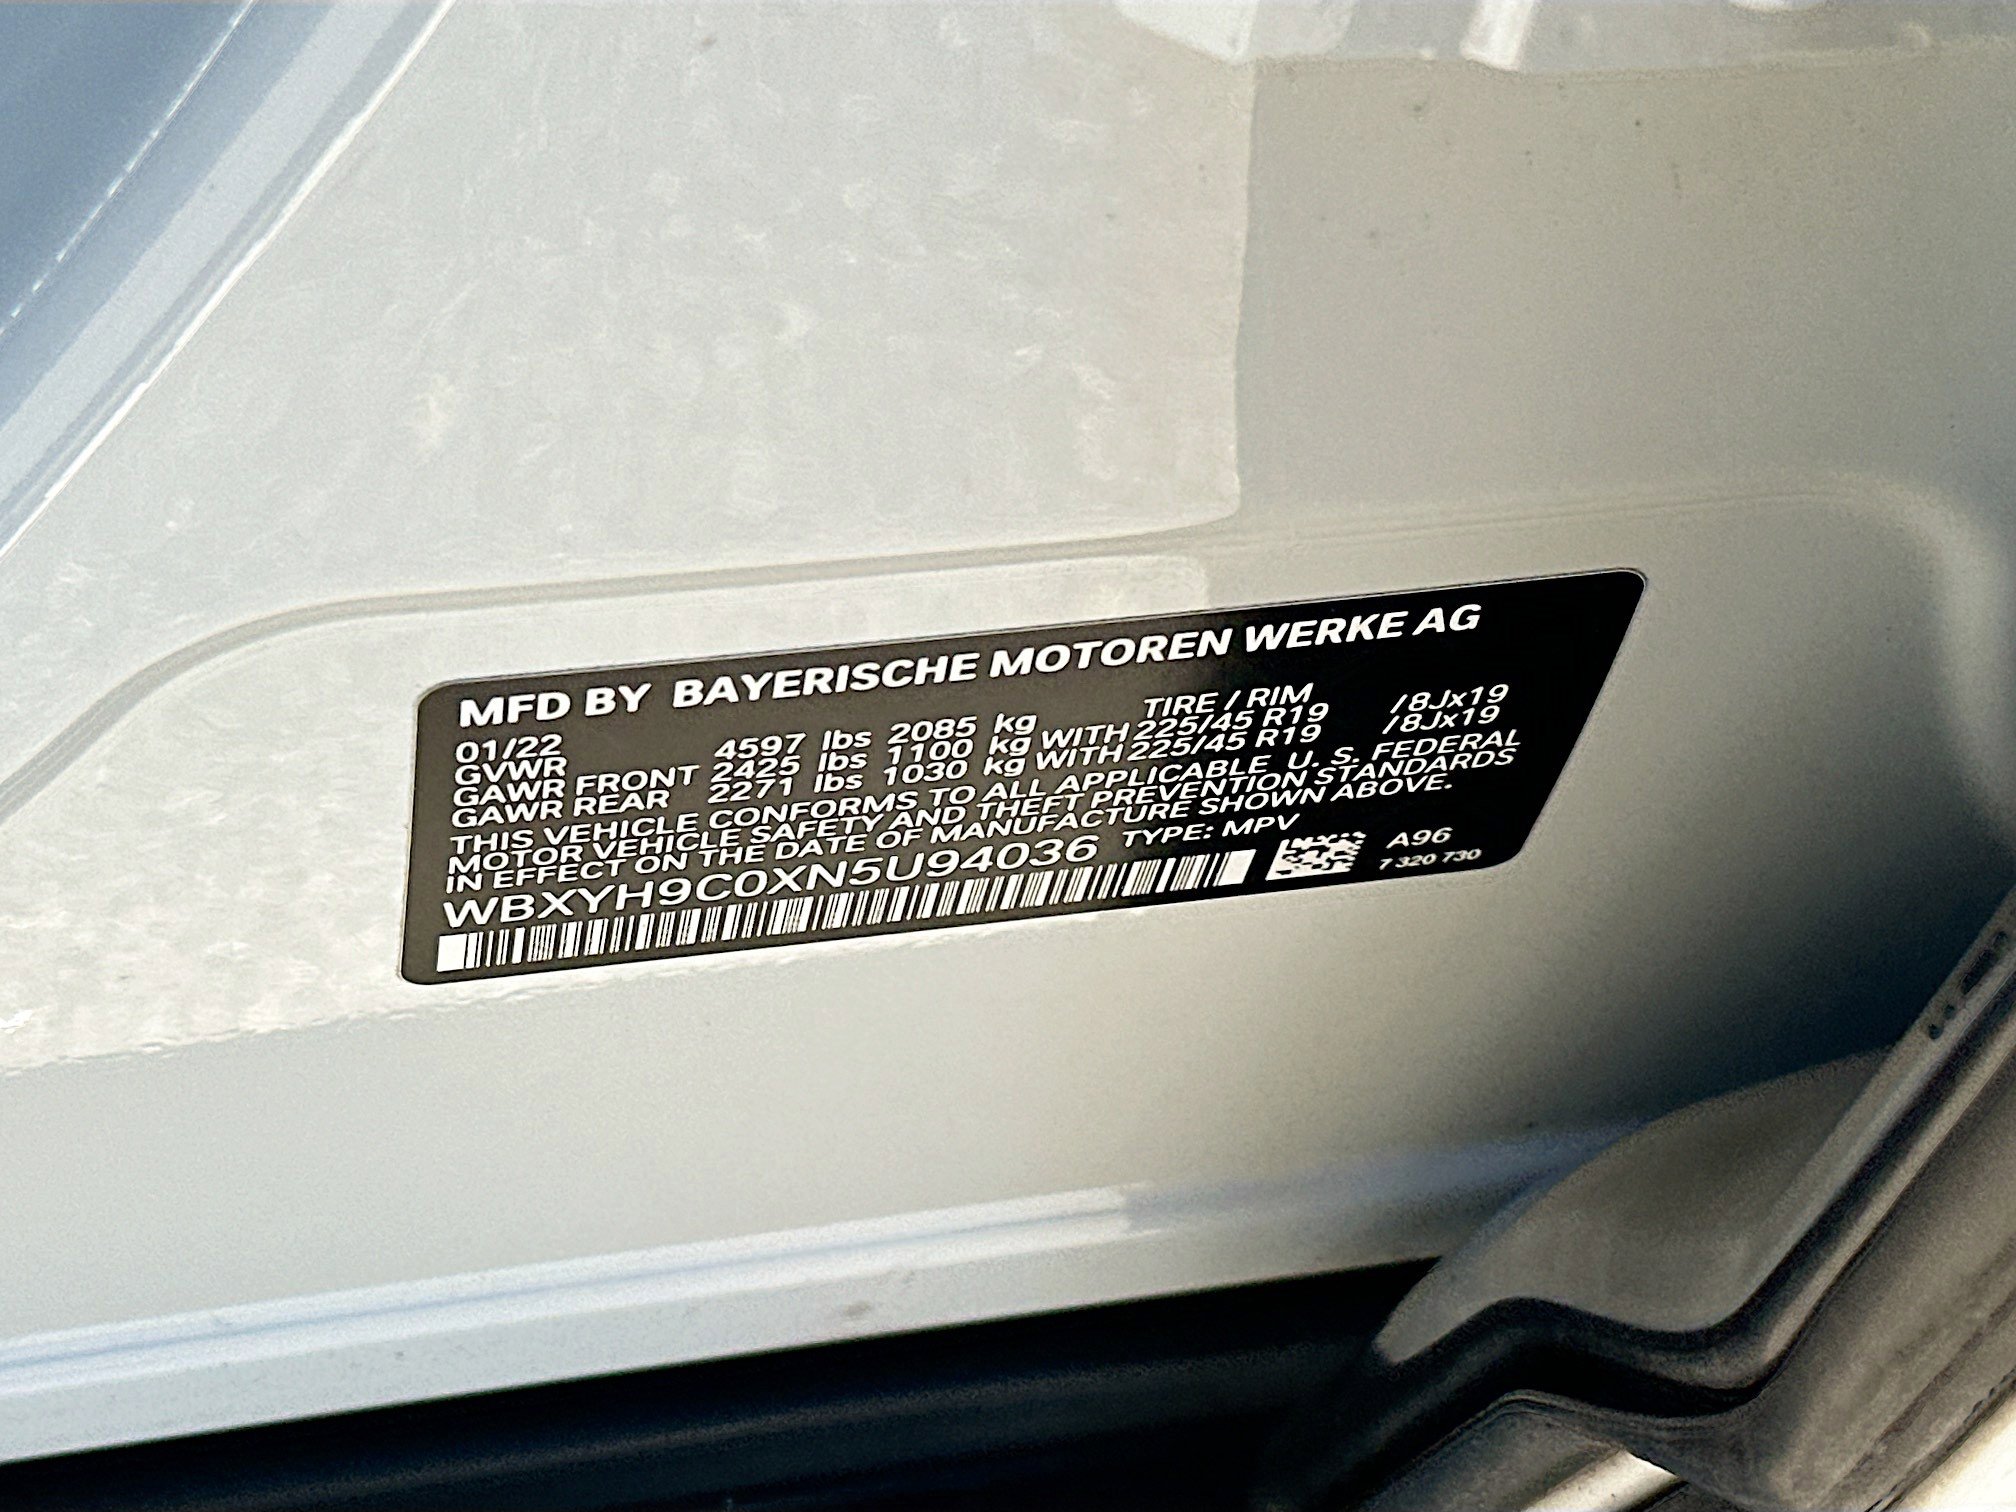 MFD BY BAYERISCHE MOTOREN WERKE AG
01/22 TIRE / RIM
GVWR 4597 lbs 2085 kg
GAWR FRONT 2425 lbs 1100 kg WITH 225/45 R19 /8Jx19
GAWR REAR 2271 lbs 1030 kg WITH 225/45 R19 /8Jx19
THIS VEHICLE CONFORMS TO ALL APPLICABLE U. S. FEDERAL
MOTOR VEHICLE SAFETY AND THEFT PREVENTION STANDARDS
IN EFFECT ON THE DATE OF MANUFACTURE SHOWN ABOVE.
WBXYH9C0XN5U94036 TYPE: MPV
A96
7 320 730